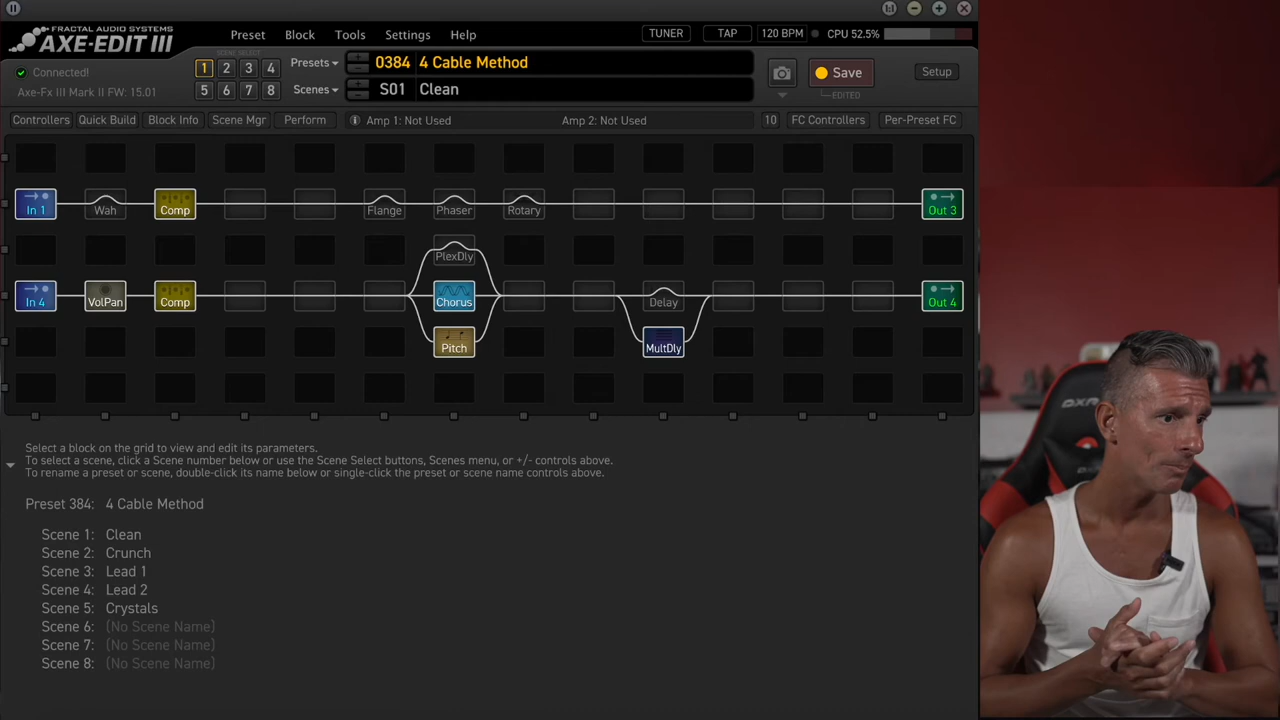 FRACTAL AUDIO SYSTEMS
AXE-EDIT III
Preset Block Tools Settings Help
TUNER TAP 120 BPM CPU 52.5%
SCENE SELECT
1 2 3 4
5 6 7 8
Presets 0384 4 Cable Method
Scenes S01 Clean
Save
EDITED
Setup
Connected!
Axe-Fx III Mark II FW: 15.01
Controllers Quick Build Block Info Scene Mgr Perform Amp 1: Not Used Amp 2: Not Used 10 FC Controllers Per-Preset FC
In 1 Wah Comp Flange Phaser Rotary Out 3
PlexDly
In 4 VolPan Comp Chorus Delay Out 4
Pitch MultDly
Select a block on the grid to view and edit its parameters.
To select a scene, click a Scene number below or use the Scene Select buttons, Scenes menu, or +/- controls above.
To rename a preset or scene, double-click its name below or single-click the preset or scene name controls above.
Preset 384: 4 Cable Method
Scene 1: Clean
Scene 2: Crunch
Scene 3: Lead 1
Scene 4: Lead 2
Scene 5: Crystals
Scene 6: (No Scene Name)
Scene 7: (No Scene Name)
Scene 8: (No Scene Name)